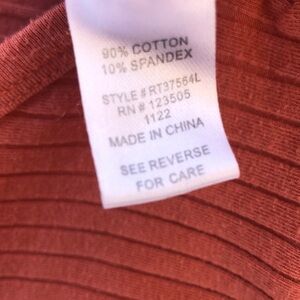 90% COTTON
10% SPANDEX
STYLE # RT37564L
RN # 123505
1122
MADE IN CHINA
SEE REVERSE
FOR CARE